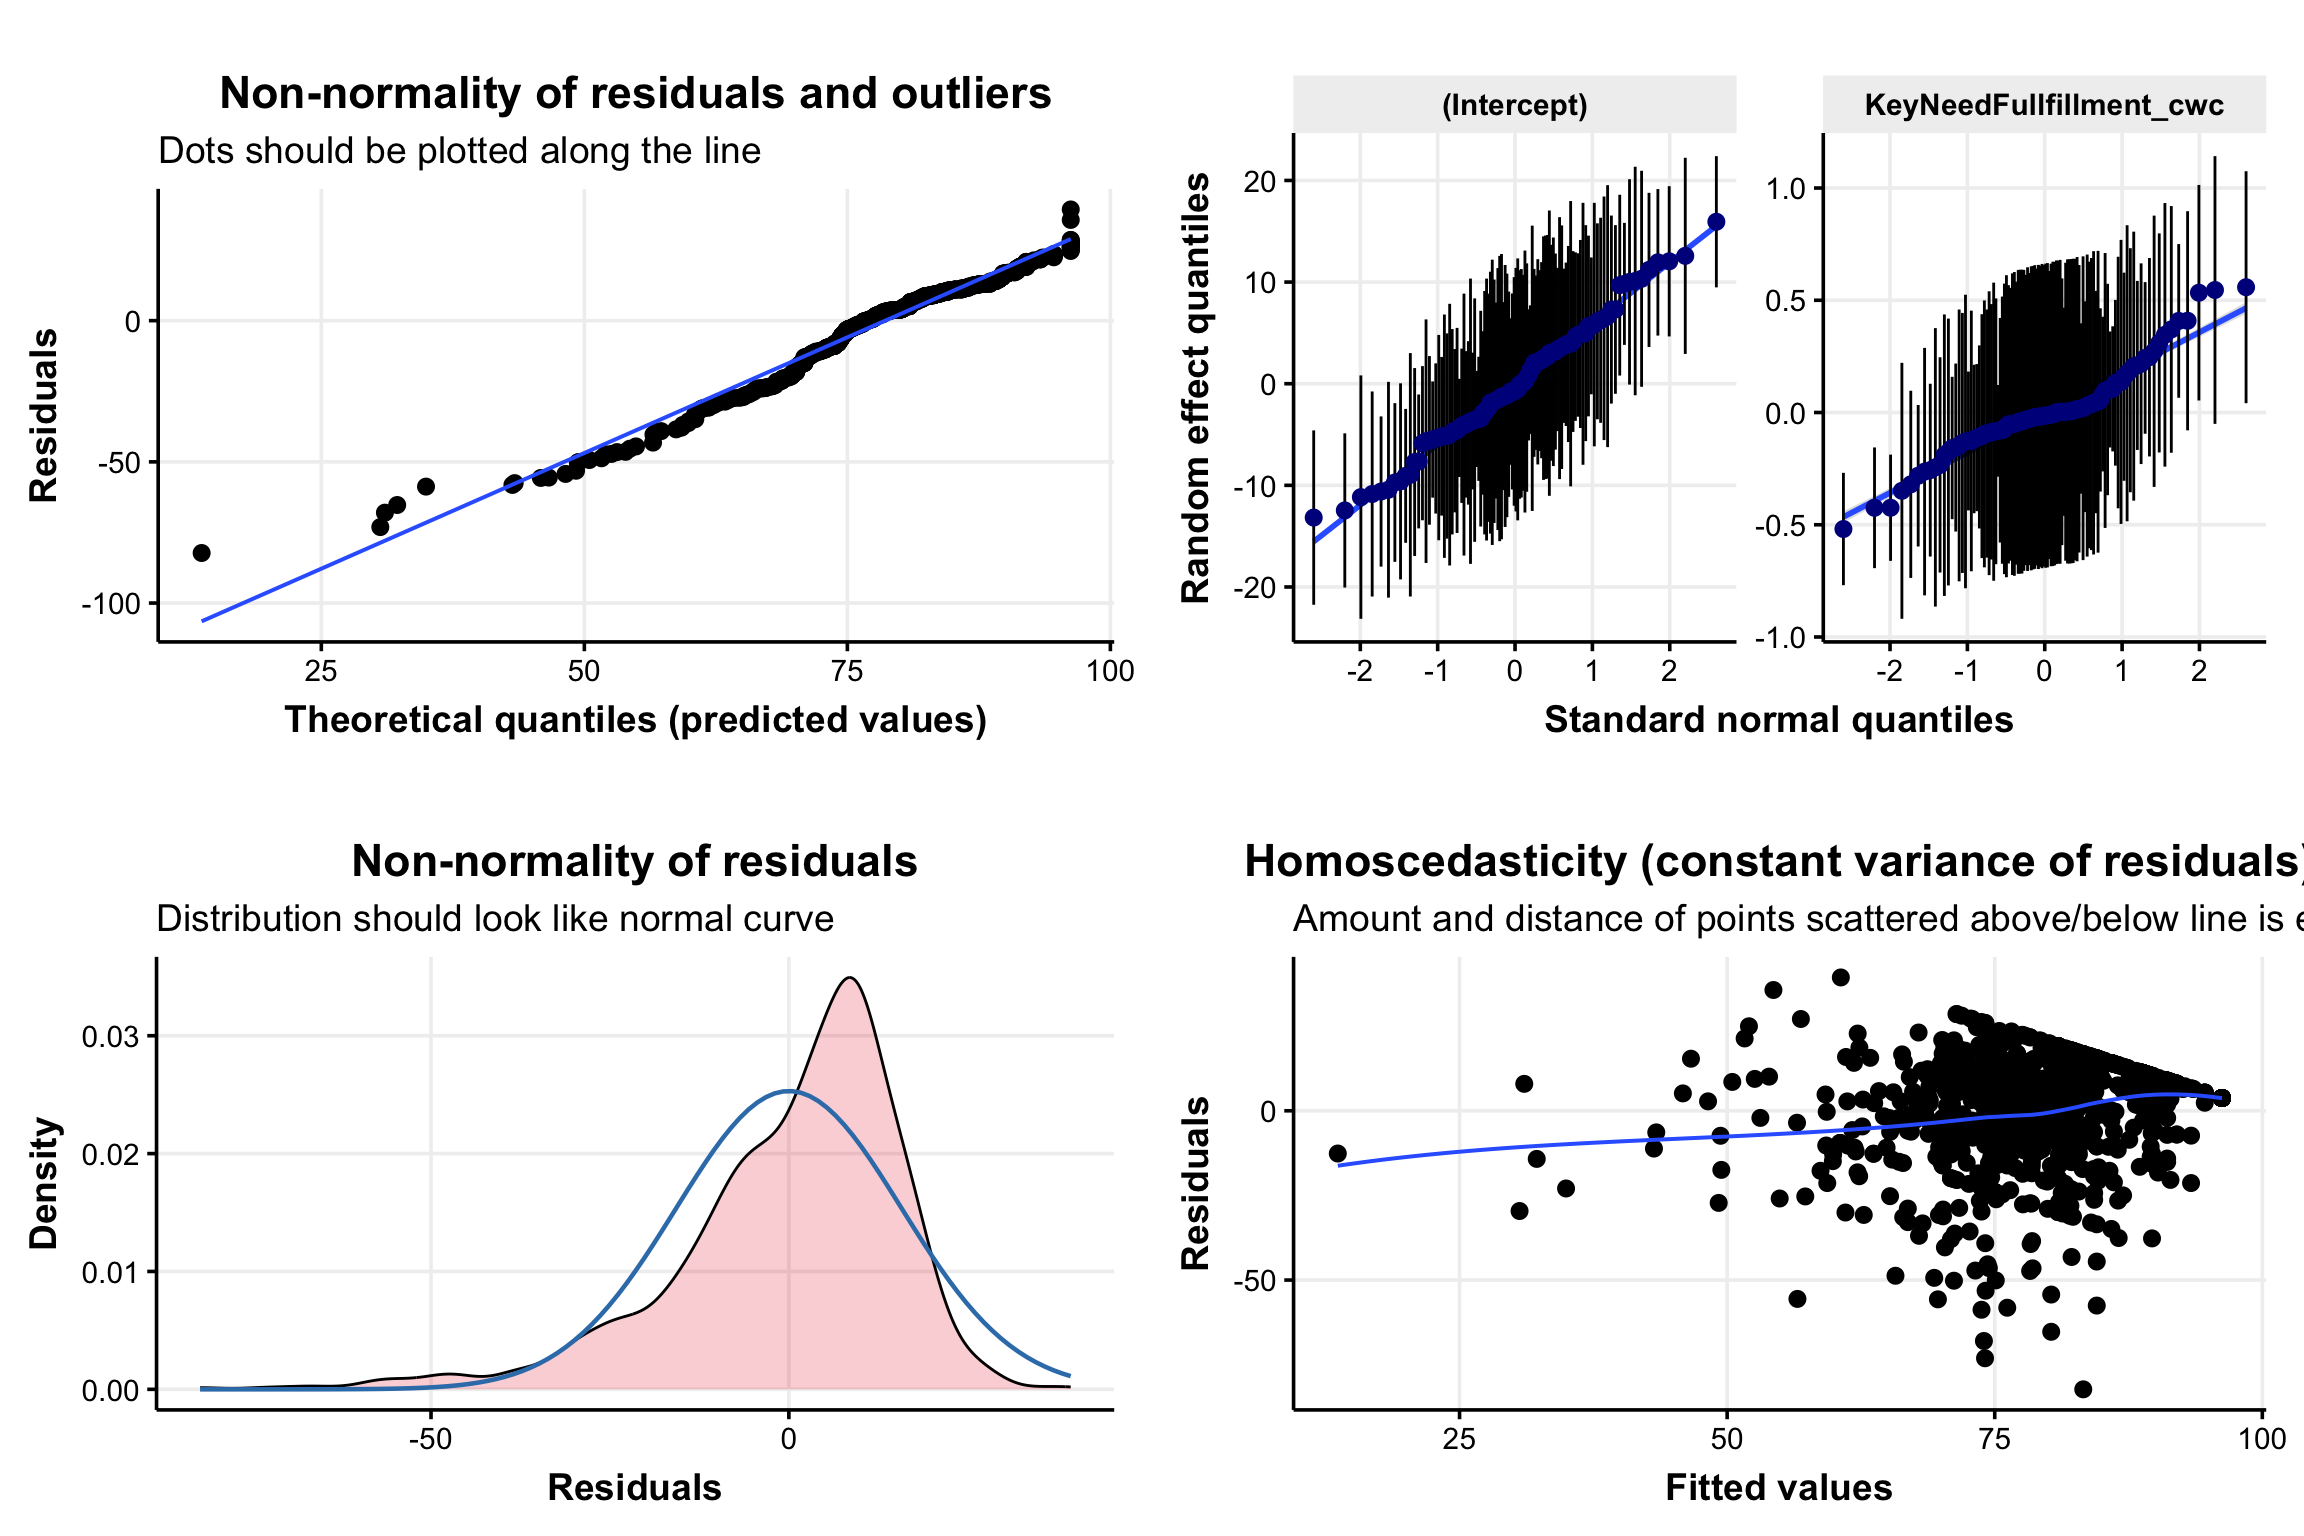 Non-normality of residuals and outliers
Dots should be plotted along the line
Residuals
0
-50
-100
25 50 75 100
Theoretical quantiles (predicted values)
(Intercept) KeyNeedFullfillment_cwc
Random effect quantiles
20
10
0
-10
-20
1.0
0.5
0.0
-0.5
-1.0
-2 -1 0 1 2 -2 -1 0 1 2
Standard normal quantiles
Non-normality of residuals
Distribution should look like normal curve
Density
0.03
0.02
0.01
0.00
-50 0
Residuals
Homoscedasticity (constant variance of residuals)
Amount and distance of points scattered above/below line is e
Residuals
0
-50
25 50 75 100
Fitted values